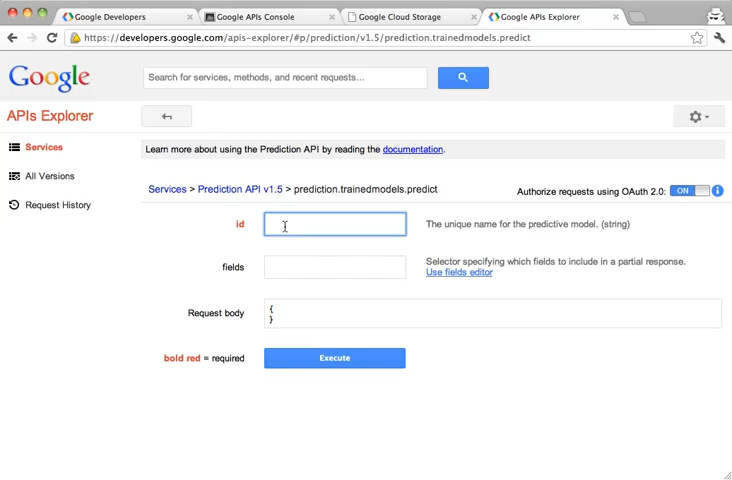 Google Developers
Google APIs Console
Google Cloud Storage
Google APIs Explorer
https://developers.google.com/apis-explorer/#p/prediction/v1.5/prediction.trainedmodels.predict
Google
Search for services, methods, and recent requests...
APIs Explorer
Services
All Versions
Request History
Learn more about using the Prediction API by reading the documentation.
Services > Prediction API v1.5 > prediction.trainedmodels.predict
Authorize requests using OAuth 2.0: ON i
id
The unique name for the predictive model. (string)
fields
Selector specifying which fields to include in a partial response.
Use fields editor
Request body
{
}
bold red = required
Execute